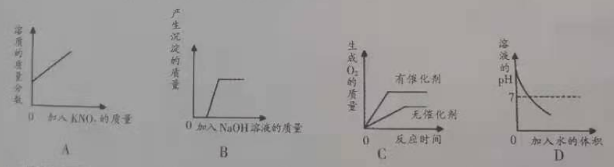 溶质的质量分数
0 加入 KNO₃的质量
A
产生沉淀的质量
0 加入NaOH溶液的质量
B
生成O₂的质量
有催化剂
无催化剂
0 反应时间
C
溶液的pH
7
0 加入水的体积
D